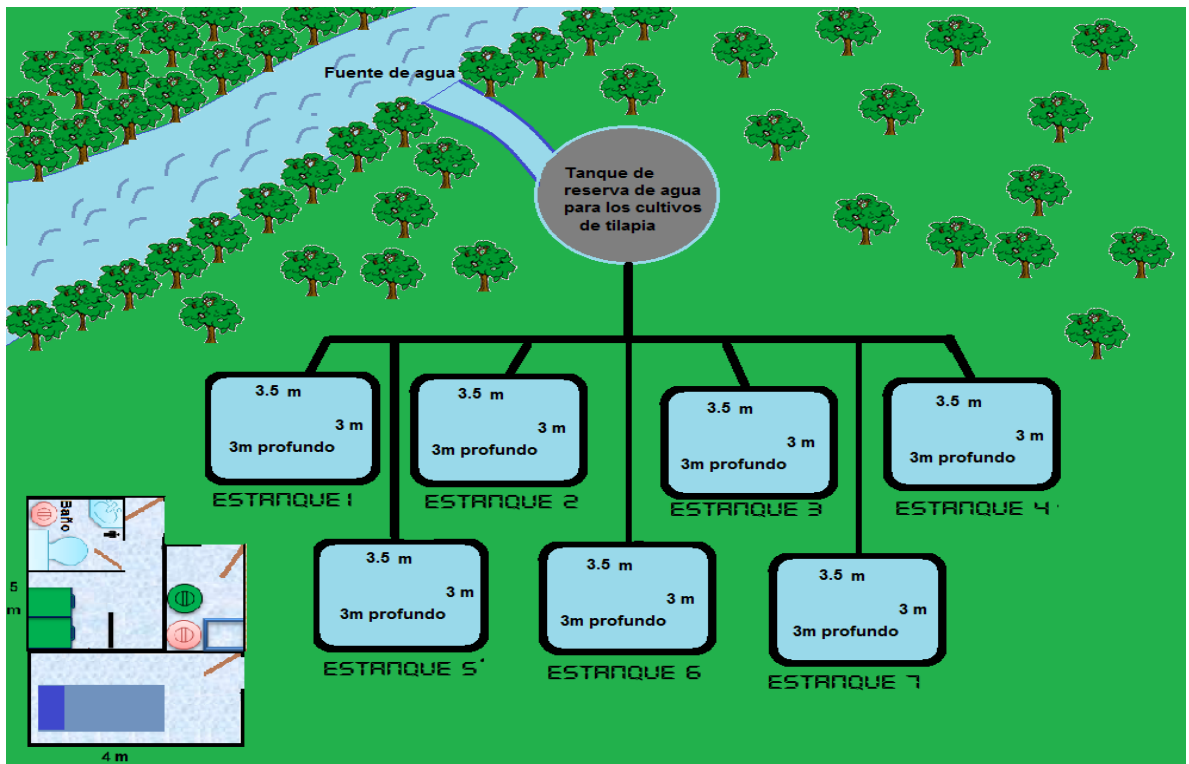 Fuente de agua
Tanque de
reserva de agua
para los cultivos
de tilapia
3.5 m
3 m
3m profundo
ESTANQUE 1
3.5 m
3 m
3m profundo
ESTANQUE 2
3.5 m
3 m
3m profundo
ESTANQUE 3
3.5 m
3 m
3m profundo
ESTANQUE 4
3.5 m
3 m
3m profundo
ESTANQUE 5
3.5 m
3 m
3m profundo
ESTANQUE 6
3.5 m
3 m
3m profundo
ESTANQUE 7
Baño
5
m
4 m